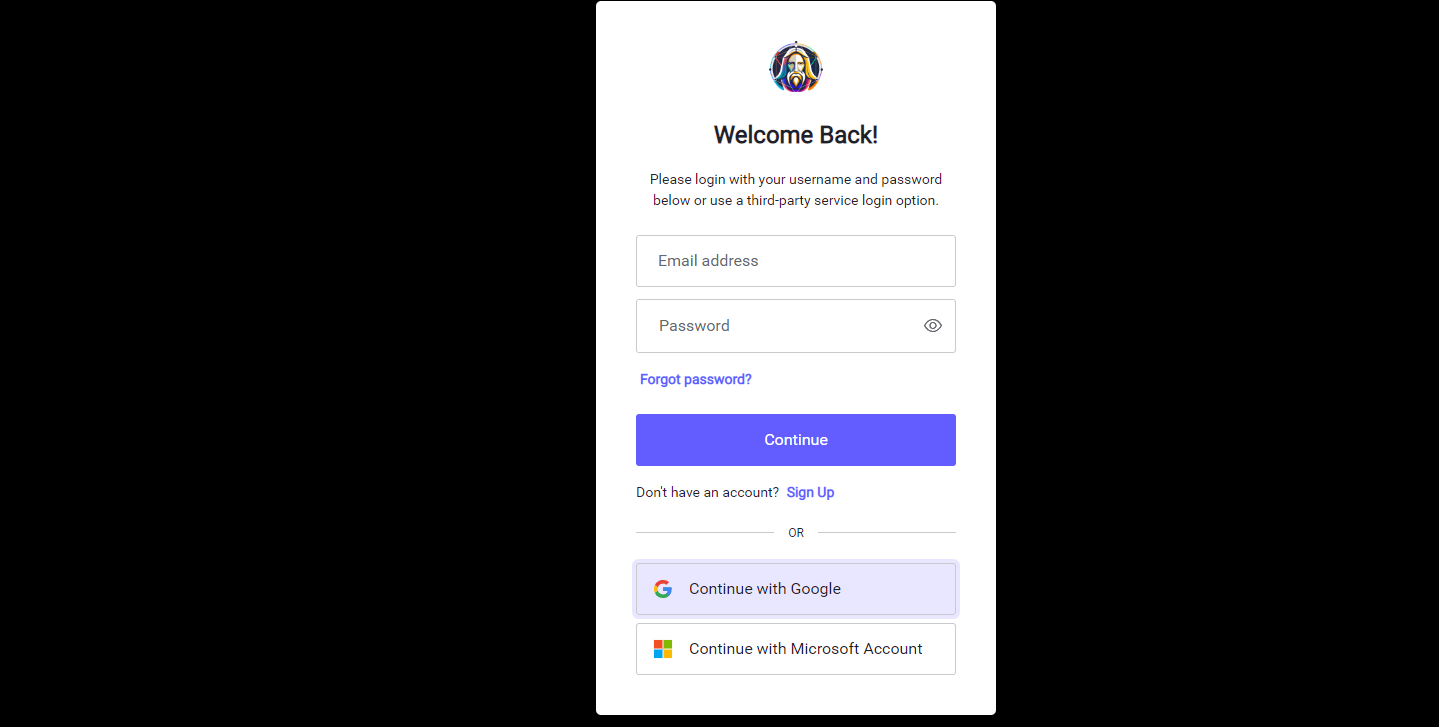 Welcome Back!
Please login with your username and password
below or use a third-party service login option.
Email address
Password
Forgot password?
Continue
Don't have an account? Sign Up
OR
Continue with Google
Continue with Microsoft Account